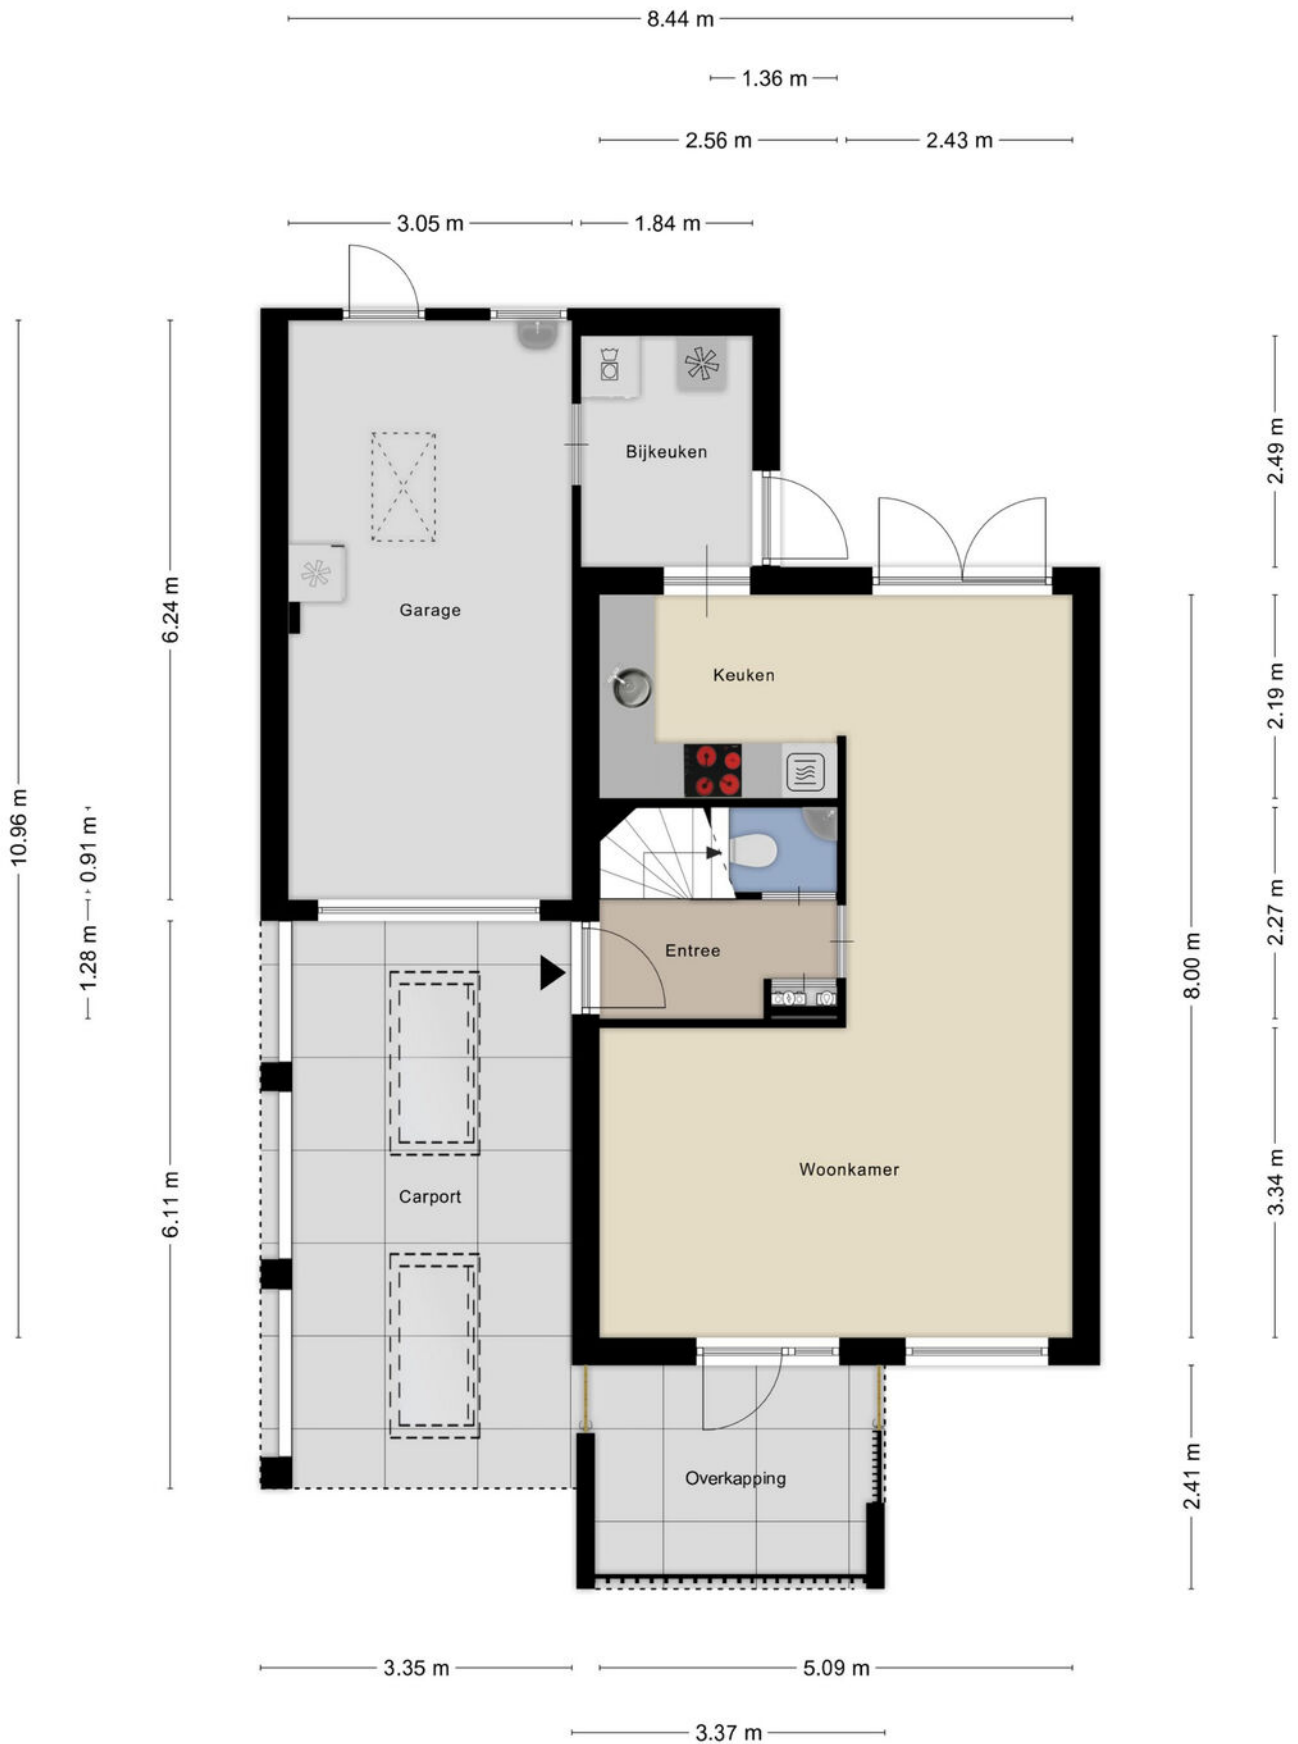 8.44 m
1.36 m
2.56 m
2.43 m
3.05 m
1.84 m
2.49 m
Bijkeuken
6.24 m
Garage
Keuken
2.19 m
10.96 m
0.91 m
1.28 m
2.27 m
Entree
8.00 m
Woonkamer
3.34 m
Carport
6.11 m
Overkapping
2.41 m
3.35 m
5.09 m
3.37 m